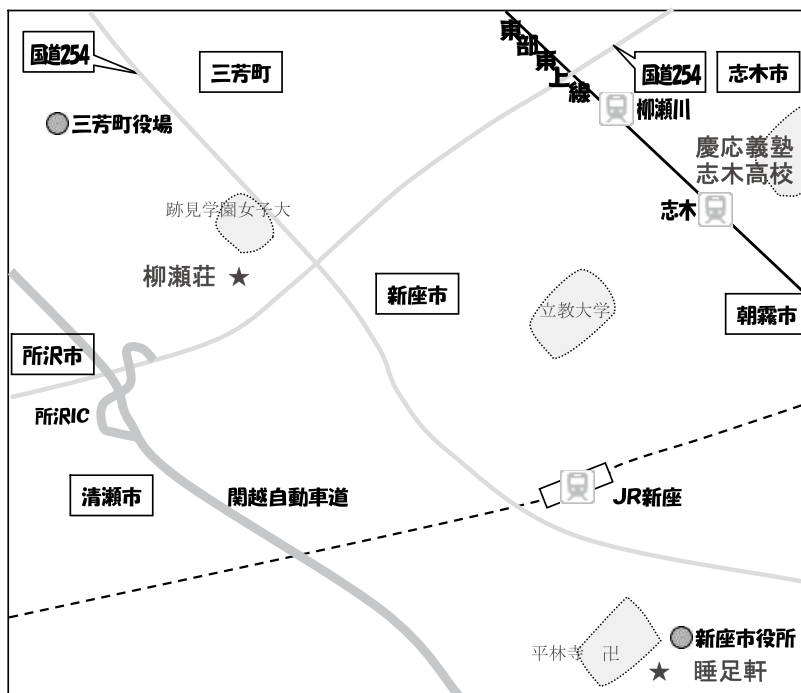 国道254
三芳町
東部東上線
国道254
志木市
柳瀬川
三芳町役場
慶応義塾
志木高校
跡見学園女子大
志木
柳瀬荘 ★
新座市
立教大学
朝霧市
所沢市
所沢IC
清瀬市
関越自動車道
JR新座
平林寺 卍
新座市役所
★ 睡足軒